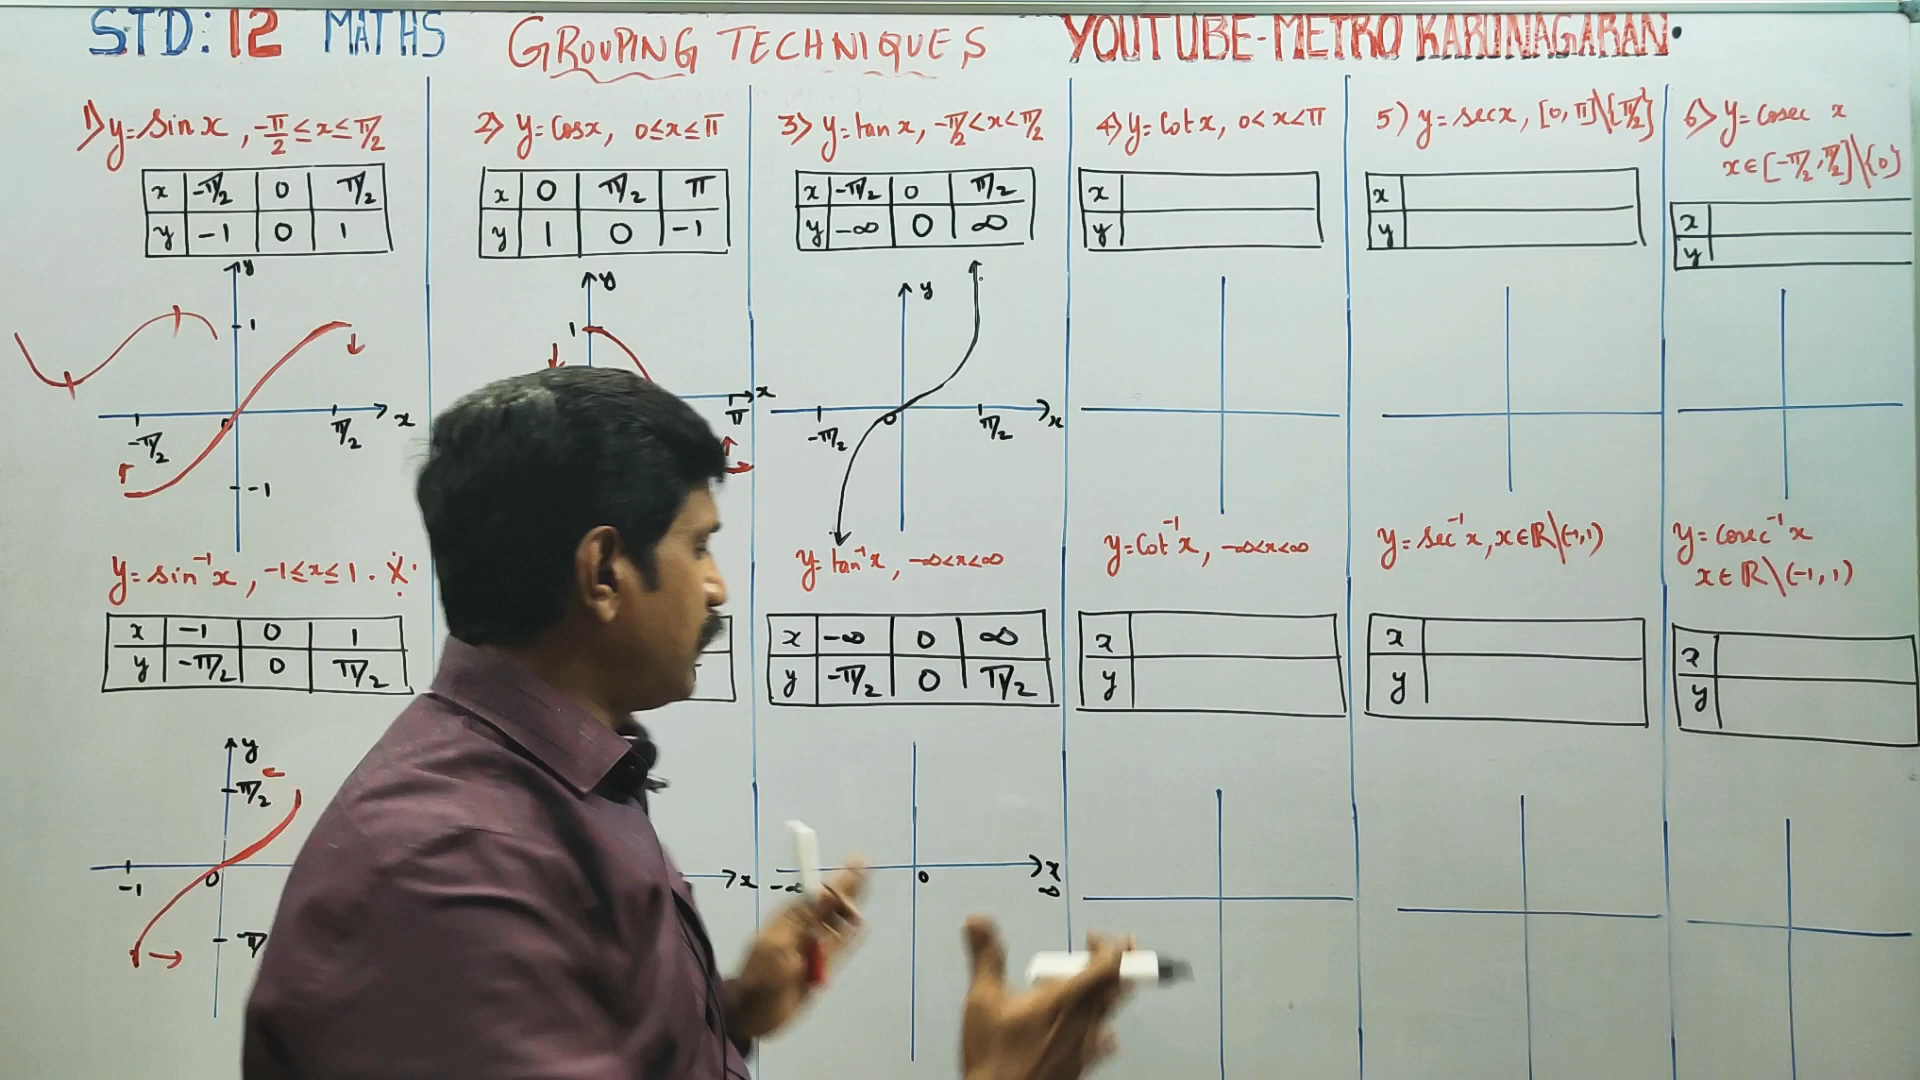 STD: 12 MATHS GROUPING TECHNIQUES YOUTUBE-METRO KARUNAGARAN.
1) y=sin x, -π/2 ≤ x ≤ π/2
x -π/2 0 π/2
y -1 0 1
y
1
-π/2 0 π/2 x
-1
y=sin⁻¹x, -1≤x≤1.
x -1 0 1
y -π/2 0 π/2
y
π/2
-1 0
-π
2) y=cosx, 0≤x≤π
x 0 π/2 π
y 1 0 -1
y
1
x
π
x
3) y=tan x, -π/2<x<π/2
x -π/2 0 π/2
y -∞ 0 ∞
y
-π/2 0 π/2 x
y=tan⁻¹x, -∞<x<∞
x -∞ 0 ∞
y -π/2 0 π/2
-∞ 0 x
∞
4) y=cotx, 0<x<π
x
y
y=cot⁻¹x, -∞<x<∞
x
y
5) y=secx, [0, π]\{π/2}
x
y
y=sec⁻¹x, x∈ℝ\(-1,1)
x
y
6) y=cosec x
x∈[-π/2, π/2]\{0}
x
y
y=cosec⁻¹x
x∈ℝ\(-1,1)
x
y